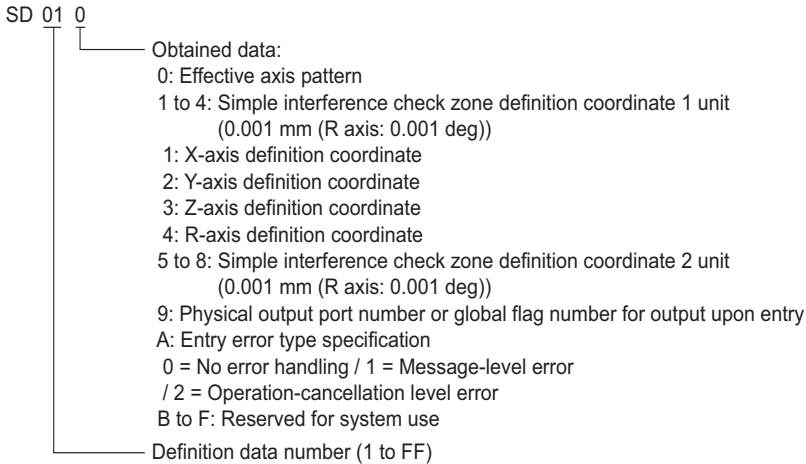 SD 01 0
Obtained data:
0: Effective axis pattern
1 to 4: Simple interference check zone definition coordinate 1 unit
(0.001 mm (R axis: 0.001 deg))
1: X-axis definition coordinate
2: Y-axis definition coordinate
3: Z-axis definition coordinate
4: R-axis definition coordinate
5 to 8: Simple interference check zone definition coordinate 2 unit
(0.001 mm (R axis: 0.001 deg))
9: Physical output port number or global flag number for output upon entry
A: Entry error type specification
0 = No error handling / 1 = Message-level error
/ 2 = Operation-cancellation level error
B to F: Reserved for system use
Definition data number (1 to FF)